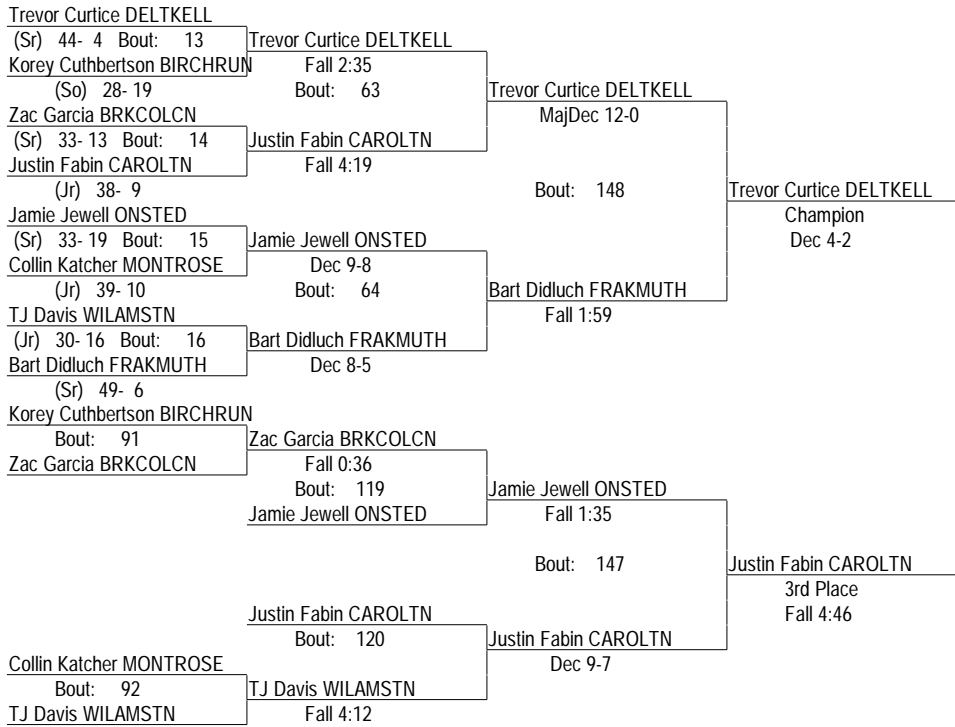 Trevor Curtice DELTKELL
(Sr) 44- 4 Bout: 13 Trevor Curtice DELTKELL
Korey Cuthbertson BIRCHRUN Fall 2:35
(So) 28- 19 Bout: 63 Trevor Curtice DELTKELL
Zac Garcia BRKCOLCN MajDec 12-0
(Sr) 33- 13 Bout: 14 Justin Fabin CAROLTN
Justin Fabin CAROLTN Fall 4:19
(Jr) 38- 9 Bout: 148 Trevor Curtice DELTKELL
Jamie Jewell ONSTED Champion
(Sr) 33- 19 Bout: 15 Jamie Jewell ONSTED Dec 4-2
Collin Katcher MONTROSE Dec 9-8
(Jr) 39- 10 Bout: 64 Bart Didluch FRAKMUTH
TJ Davis WILAMSTN Fall 1:59
(Jr) 30- 16 Bout: 16 Bart Didluch FRAKMUTH
Bart Didluch FRAKMUTH Dec 8-5
(Sr) 49- 6
Korey Cuthbertson BIRCHRUN
Bout: 91 Zac Garcia BRKCOLCN
Zac Garcia BRKCOLCN Fall 0:36
Bout: 119 Jamie Jewell ONSTED
Jamie Jewell ONSTED Fall 1:35
Bout: 147 Justin Fabin CAROLTN
3rd Place
Justin Fabin CAROLTN Fall 4:46
Bout: 120 Justin Fabin CAROLTN
Collin Katcher MONTROSE Dec 9-7
Bout: 92 TJ Davis WILAMSTN
TJ Davis WILAMSTN Fall 4:12